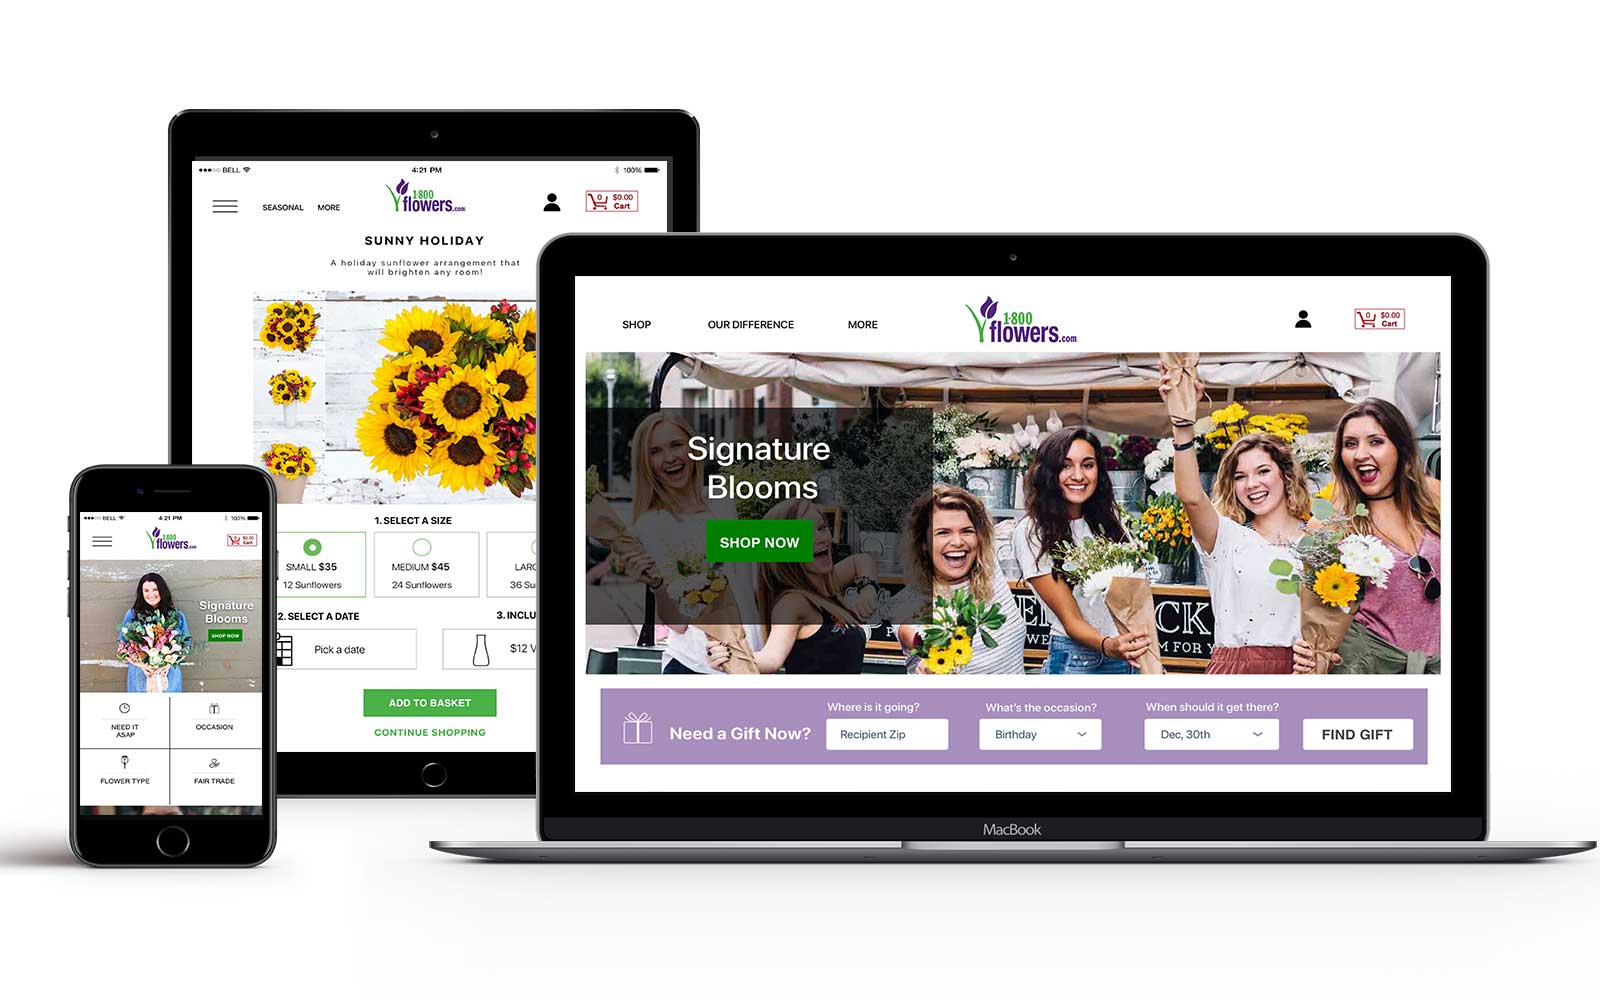 ●●●○○ BELL
4:21 PM
100%
SEASONAL
MORE
1·800
flowers.com
0 $0.00
Cart
SUNNY HOLIDAY
A holiday sunflower arrangement that
will brighten any room!
1. SELECT A SIZE
SMALL $35
12 Sunflowers
MEDIUM $45
24 Sunflowers
LARG
36 Su
2. SELECT A DATE
Pick a date
3. INCLU
$12 V
ADD TO BASKET
CONTINUE SHOPPING
●●●○○ BELL
4:21 PM
100%
1·800
flowers.com
0 $0.00
Cart
Signature
Blooms
SHOP NOW
NEED IT
ASAP
OCCASION
FLOWER TYPE
FAIR TRADE
SHOP
OUR DIFFERENCE
MORE
1·800
flowers.com
0 $0.00
Cart
Signature
Blooms
SHOP NOW
CK
M FOR Y
Need a Gift Now?
Where is it going?
Recipient Zip
What's the occasion?
Birthday
When should it get there?
Dec, 30th
FIND GIFT
MacBook